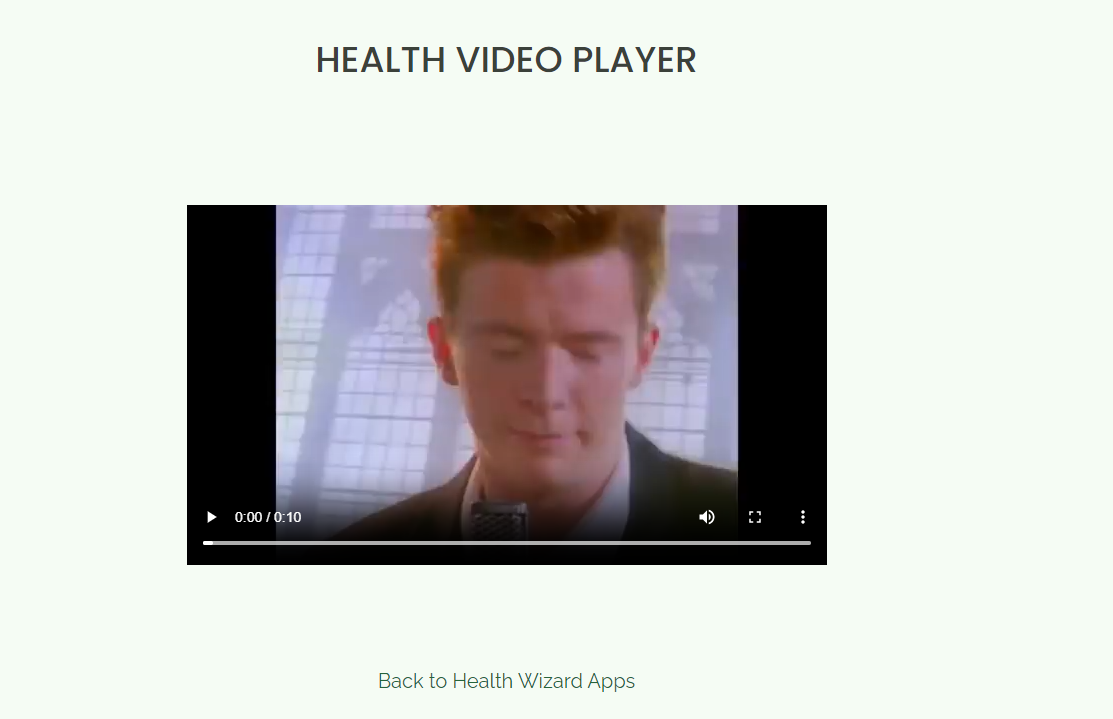 HEALTH VIDEO PLAYER
0:00 / 0:10
Back to Health Wizard Apps